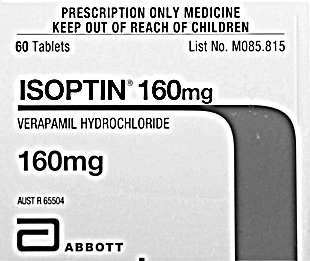 PRESCRIPTION ONLY MEDICINE
KEEP OUT OF REACH OF CHILDREN
60 Tablets List No. M085.815
ISOPTIN® 160mg
VERAPAMIL HYDROCHLORIDE
160mg
AUST R 65504
ABBOTT